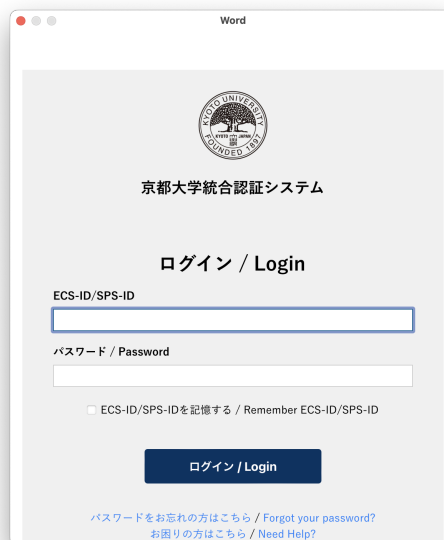 Word
KYOTO UNIVERSITY
KYOTO JAPAN
FOUNDED 1897
京都大学統合認証システム
ログイン / Login
ECS-ID/SPS-ID
パスワード / Password
ECS-ID/SPS-IDを記憶する / Remember ECS-ID/SPS-ID
ログイン / Login
パスワードをお忘れの方はこちら / Forgot your password?
お困りの方はこちら / Need Help?